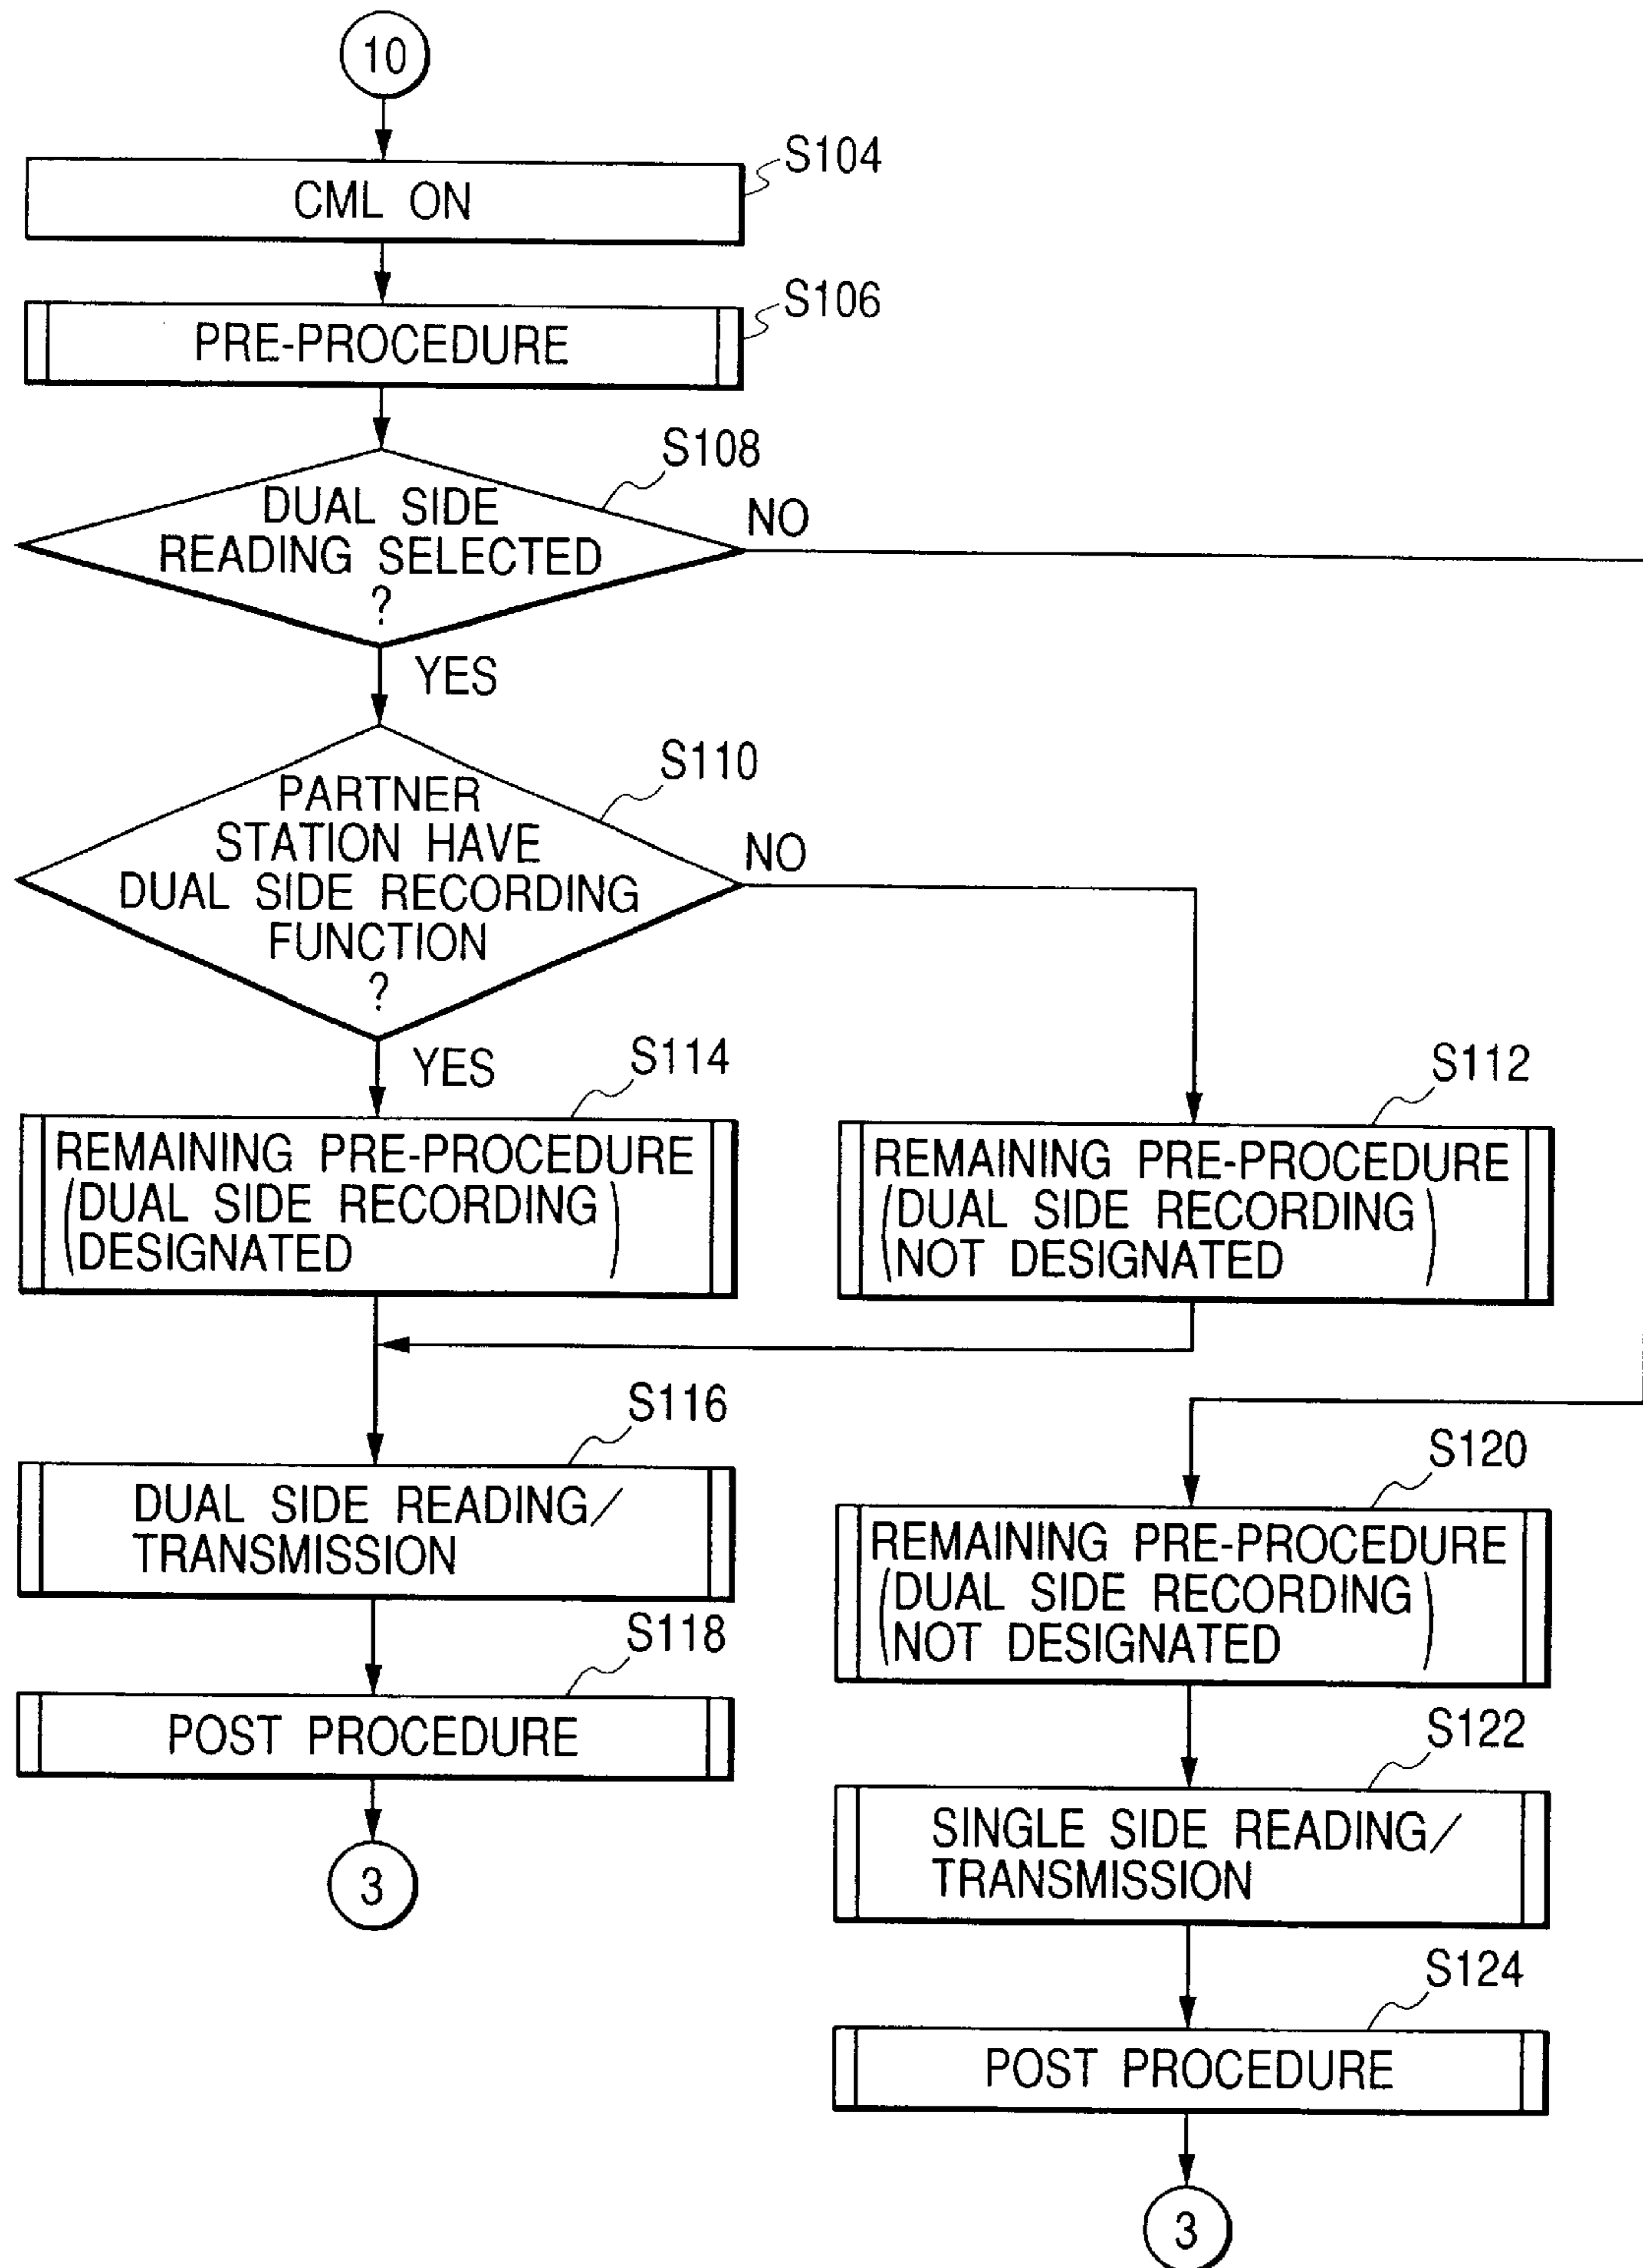 10
S104
CML ON
S106
PRE-PROCEDURE
S108
DUAL SIDE
READING SELECTED
?
NO
YES
S110
PARTNER
STATION HAVE
DUAL SIDE RECORDING
FUNCTION
?
NO
YES
S114
REMAINING PRE-PROCEDURE
(DUAL SIDE RECORDING
DESIGNATED)
S112
REMAINING PRE-PROCEDURE
(DUAL SIDE RECORDING
NOT DESIGNATED)
S116
DUAL SIDE READING/
TRANSMISSION
S118
POST PROCEDURE
3
S120
REMAINING PRE-PROCEDURE
(DUAL SIDE RECORDING
NOT DESIGNATED)
S122
SINGLE SIDE READING/
TRANSMISSION
S124
POST PROCEDURE
3